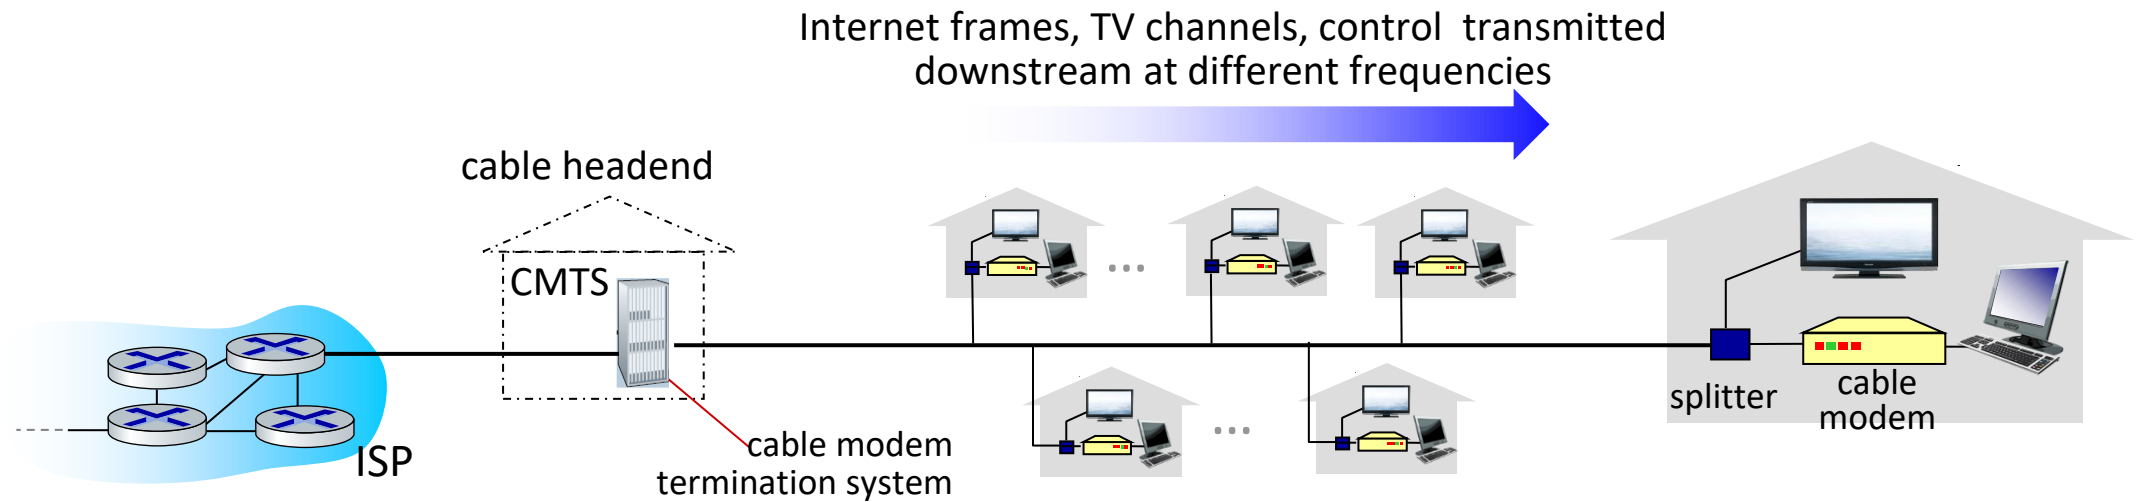 Internet frames, TV channels, control transmitted
downstream at different frequencies
cable headend
CMTS
ISP
cable modem
termination system
splitter
cable
modem